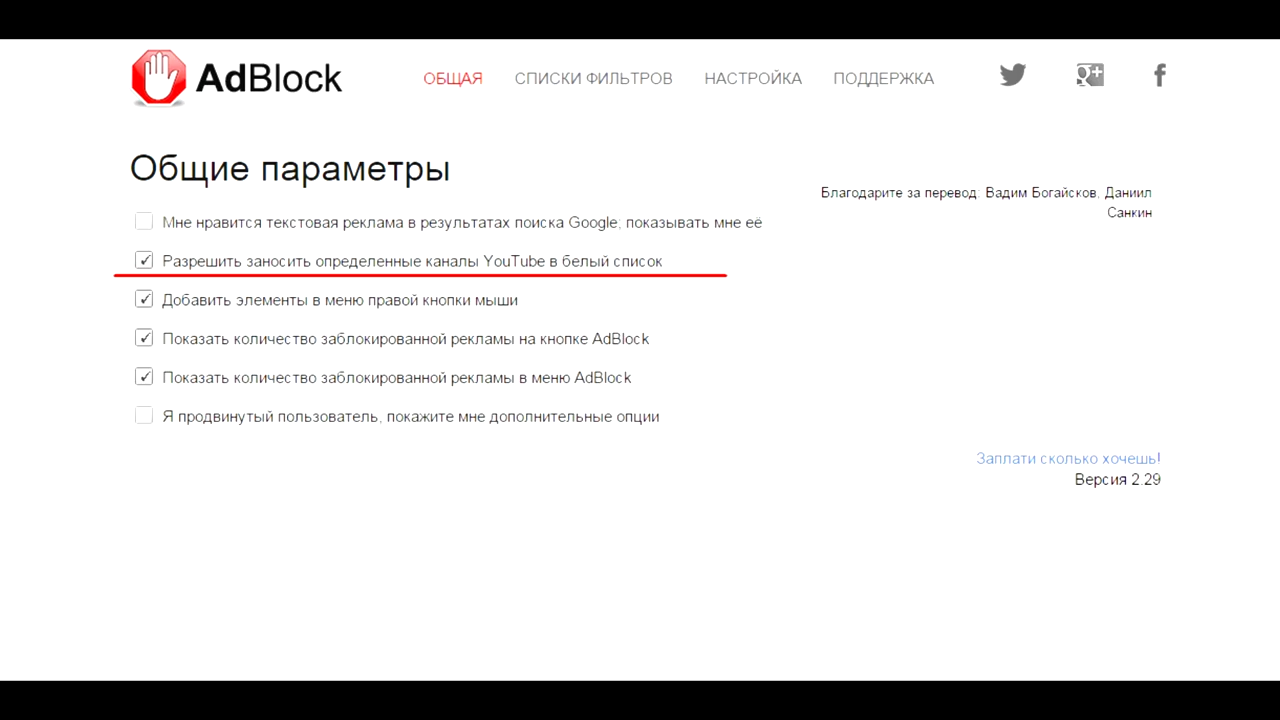 AdBlock
ОБЩАЯ СПИСКИ ФИЛЬТРОВ НАСТРОЙКА ПОДДЕРЖКА
Общие параметры
Благодарите за перевод: Вадим Богайсков, Даниил
Санкин
Мне нравится текстовая реклама в результатах поиска Google; показывать мне её
Разрешить заносить определенные каналы YouTube в белый список
Добавить элементы в меню правой кнопки мыши
Показать количество заблокированной рекламы на кнопке AdBlock
Показать количество заблокированной рекламы в меню AdBlock
Я продвинутый пользователь, покажите мне дополнительные опции
Заплати сколько хочешь!
Версия 2.29